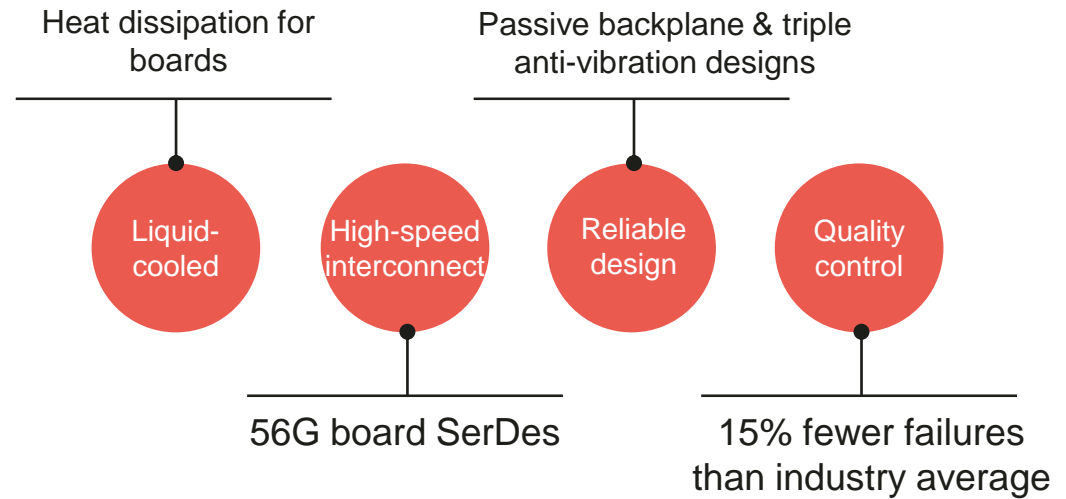 Heat dissipation for
boards
Passive backplane & triple
anti-vibration designs
Liquid-
cooled
High-speed
interconnect
Reliable
design
Quality
control
56G board SerDes
15% fewer failures
than industry average